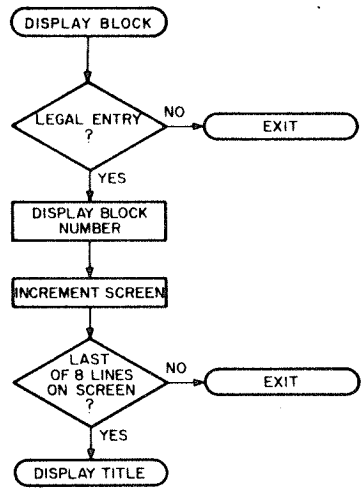 DISPLAY BLOCK
LEGAL ENTRY
?
NO
EXIT
YES
DISPLAY BLOCK
NUMBER
INCREMENT SCREEN
LAST
OF 8 LINES
ON SCREEN
?
NO
EXIT
YES
DISPLAY TITLE